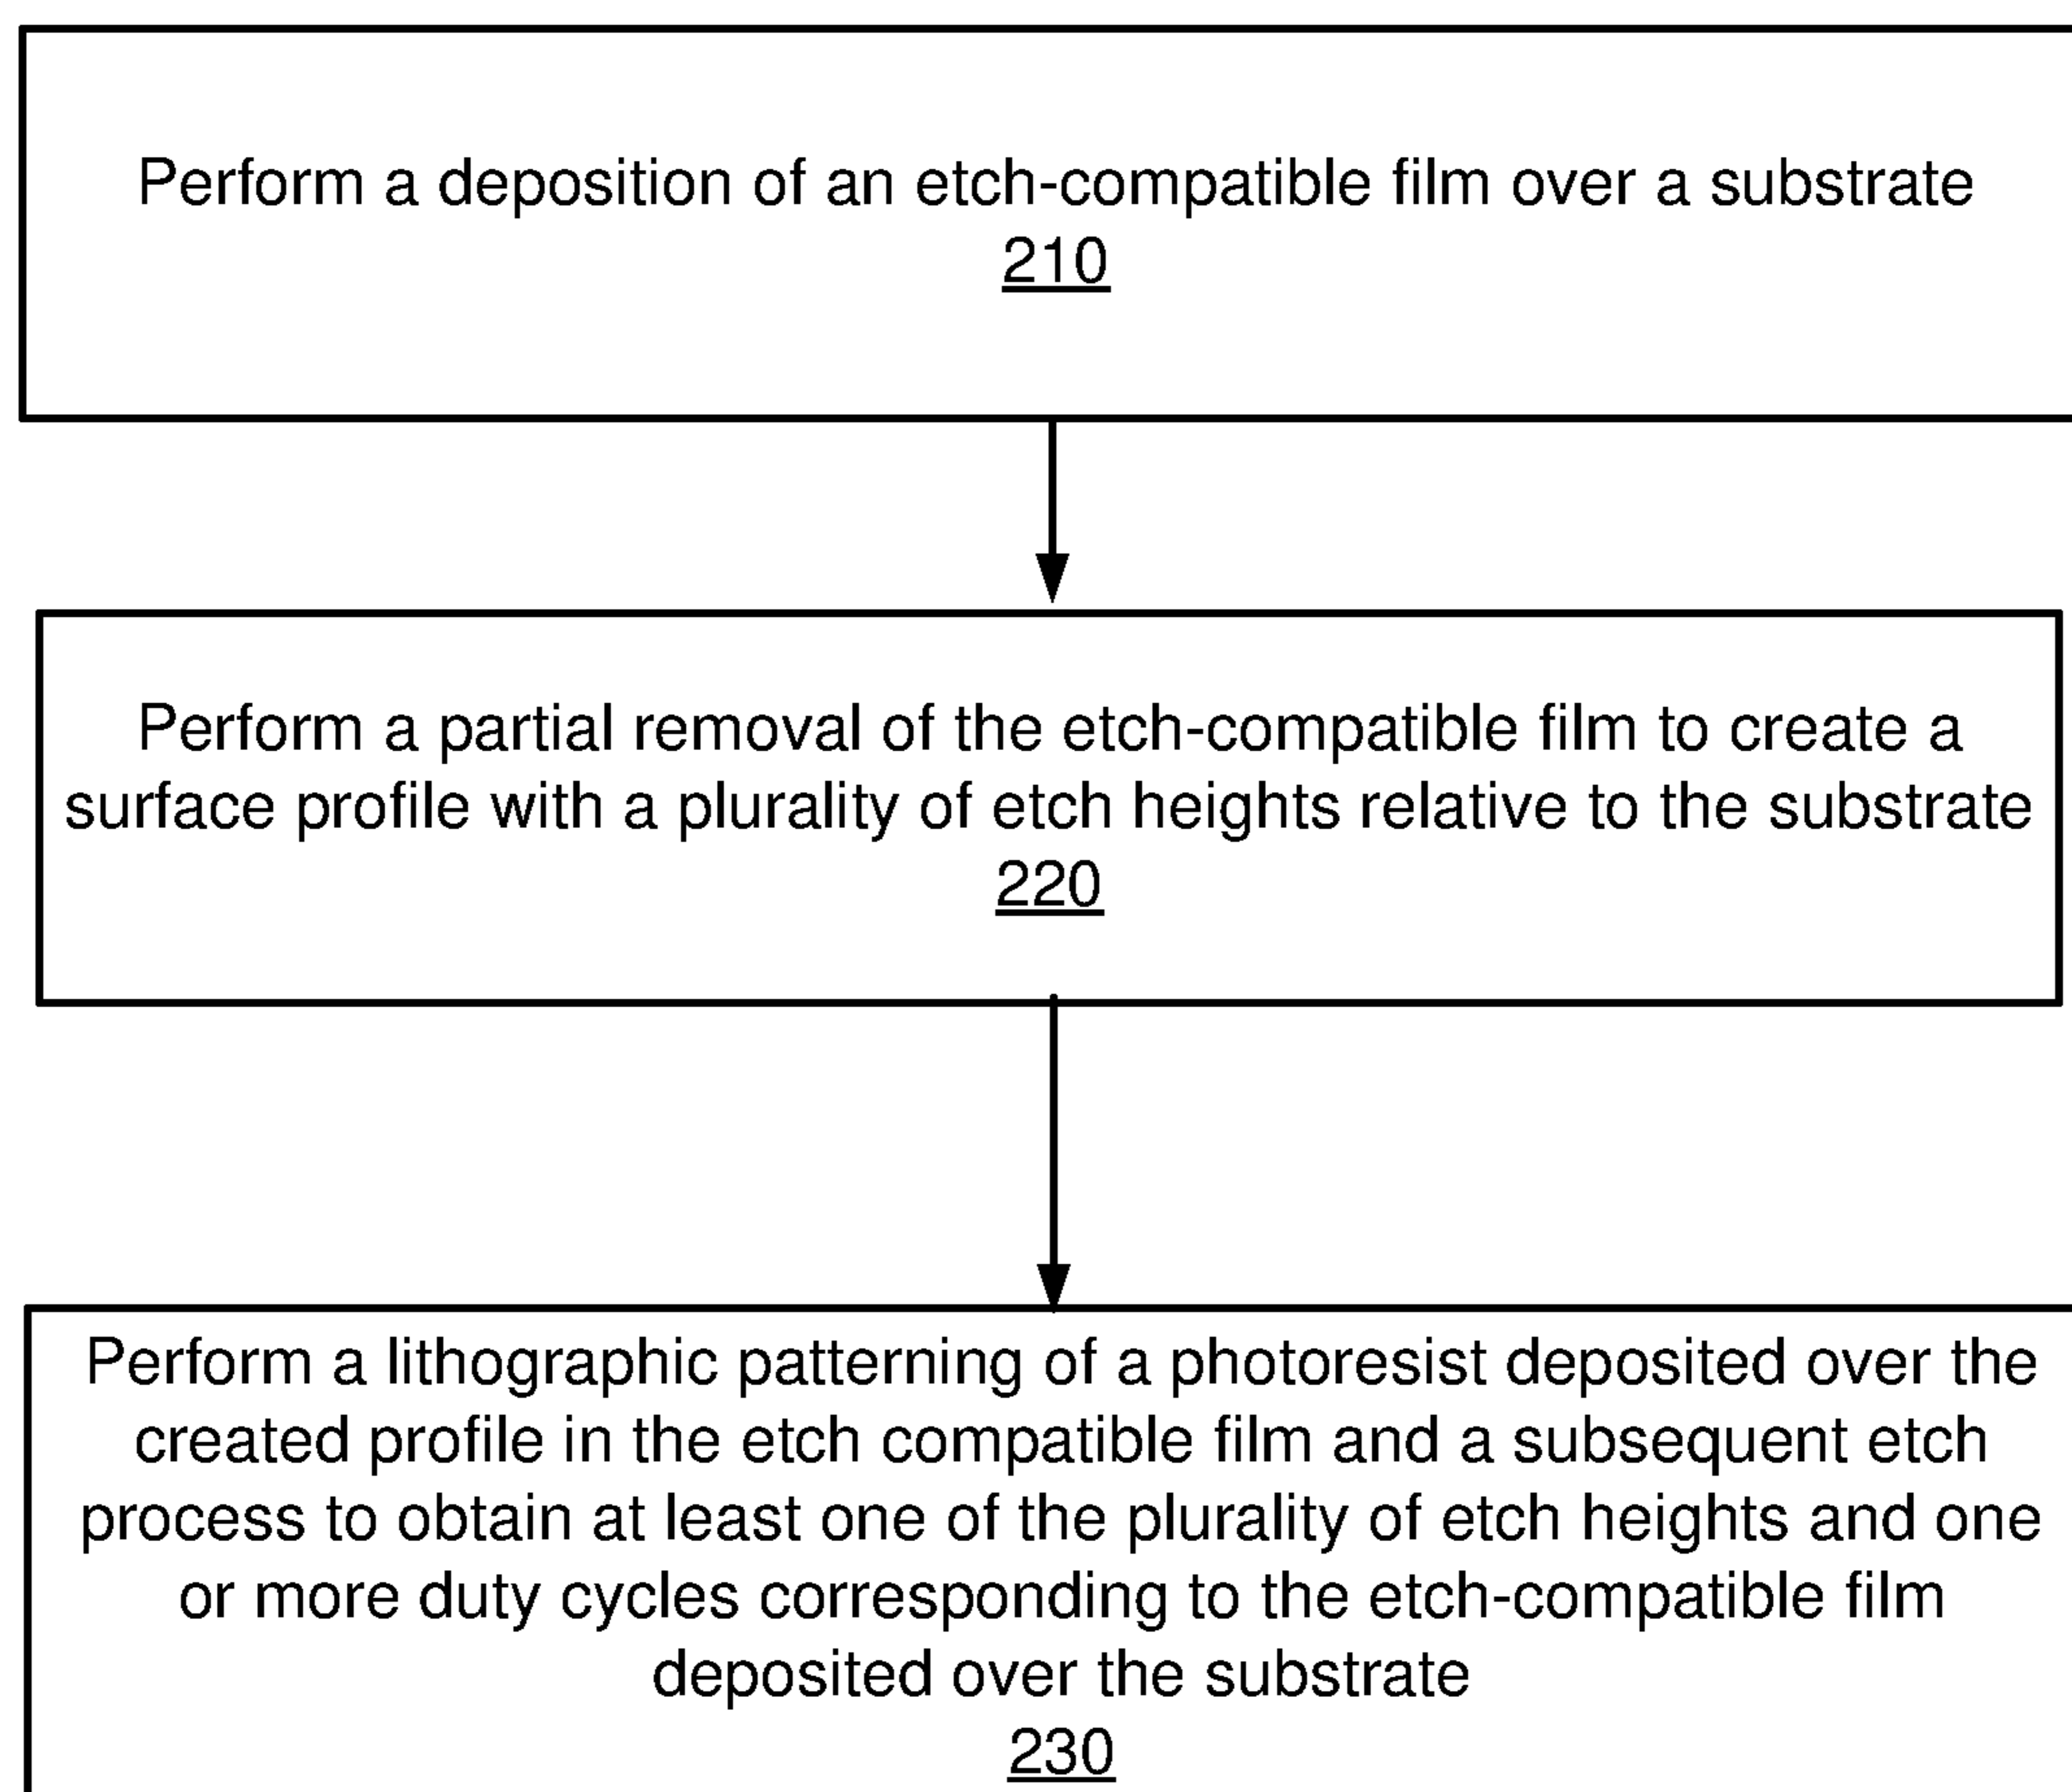 Perform a deposition of an etch-compatible film over a substrate
210
Perform a partial removal of the etch-compatible film to create a
surface profile with a plurality of etch heights relative to the substrate
220
Perform a lithographic patterning of a photoresist deposited over the
created profile in the etch compatible film and a subsequent etch
process to obtain at least one of the plurality of etch heights and one
or more duty cycles corresponding to the etch-compatible film
deposited over the substrate
230